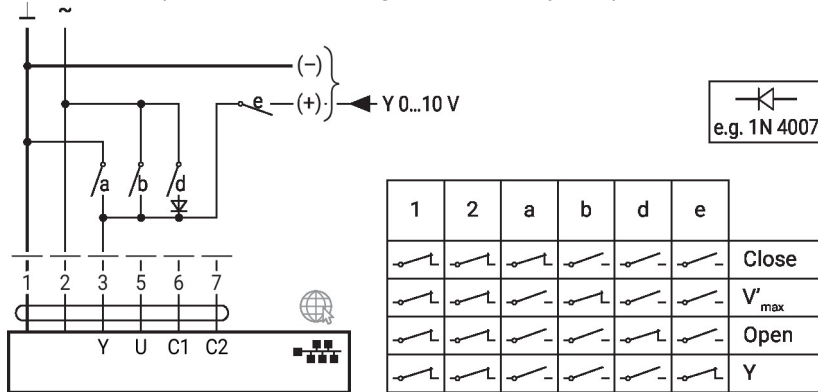 ⊥ ~
(−)
e (+) Y 0...10 V
e.g. 1N 4007
a b d
1 2 3 5 6 7
Y U C1 C2
1 2 a b d e
Close
V'max
Open
Y